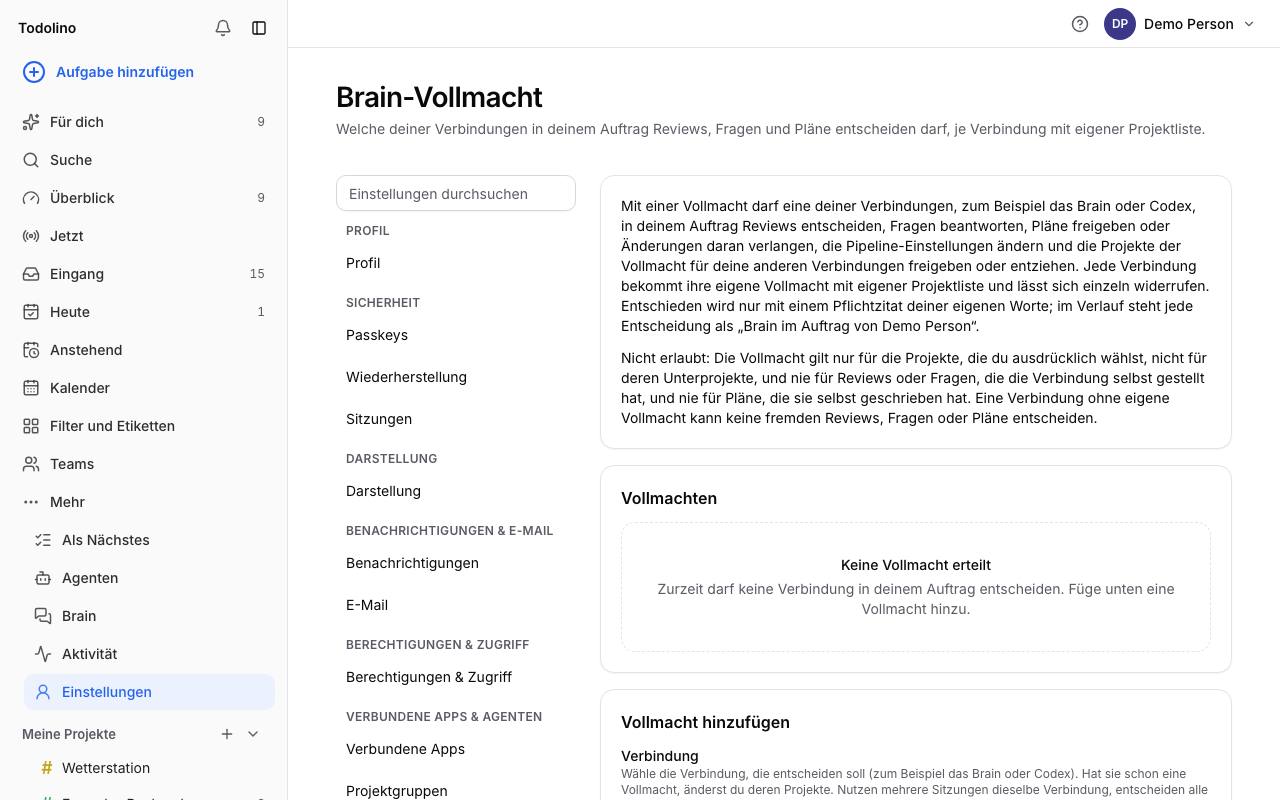 Todolino
Aufgabe hinzufügen
Für dich 9
Suche
Überblick 9
Jetzt
Eingang 15
Heute 1
Anstehend
Kalender
Filter und Etiketten
Teams
Mehr
Als Nächstes
Agenten
Brain
Aktivität
Einstellungen
Meine Projekte
# Wetterstation
DP Demo Person
Brain-Vollmacht
Welche deiner Verbindungen in deinem Auftrag Reviews, Fragen und Pläne entscheiden darf, je Verbindung mit eigener Projektliste.
Einstellungen durchsuchen
PROFIL
Profil
SICHERHEIT
Passkeys
Wiederherstellung
Sitzungen
DARSTELLUNG
Darstellung
BENACHRICHTIGUNGEN & E-MAIL
Benachrichtigungen
E-Mail
BERECHTIGUNGEN & ZUGRIFF
Berechtigungen & Zugriff
VERBUNDENE APPS & AGENTEN
Verbundene Apps
Projektgruppen
Mit einer Vollmacht darf eine deiner Verbindungen, zum Beispiel das Brain oder Codex,
in deinem Auftrag Reviews entscheiden, Fragen beantworten, Pläne freigeben oder
Änderungen daran verlangen, die Pipeline-Einstellungen ändern und die Projekte der
Vollmacht für deine anderen Verbindungen freigeben oder entziehen. Jede Verbindung
bekommt ihre eigene Vollmacht mit eigener Projektliste und lässt sich einzeln widerrufen.
Entschieden wird nur mit einem Pflichtzitat deiner eigenen Worte; im Verlauf steht jede
Entscheidung als „Brain im Auftrag von Demo Person“.
Nicht erlaubt: Die Vollmacht gilt nur für die Projekte, die du ausdrücklich wählst, nicht für
deren Unterprojekte, und nie für Reviews oder Fragen, die die Verbindung selbst gestellt
hat, und nie für Pläne, die sie selbst geschrieben hat. Eine Verbindung ohne eigene
Vollmacht kann keine fremden Reviews, Fragen oder Pläne entscheiden.
Vollmachten
Keine Vollmacht erteilt
Zurzeit darf keine Verbindung in deinem Auftrag entscheiden. Füge unten eine
Vollmacht hinzu.
Vollmacht hinzufügen
Verbindung
Wähle die Verbindung, die entscheiden soll (zum Beispiel das Brain oder Codex). Hat sie schon eine
Vollmacht, änderst du deren Projekte. Nutzen mehrere Sitzungen dieselbe Verbindung, entscheiden alle